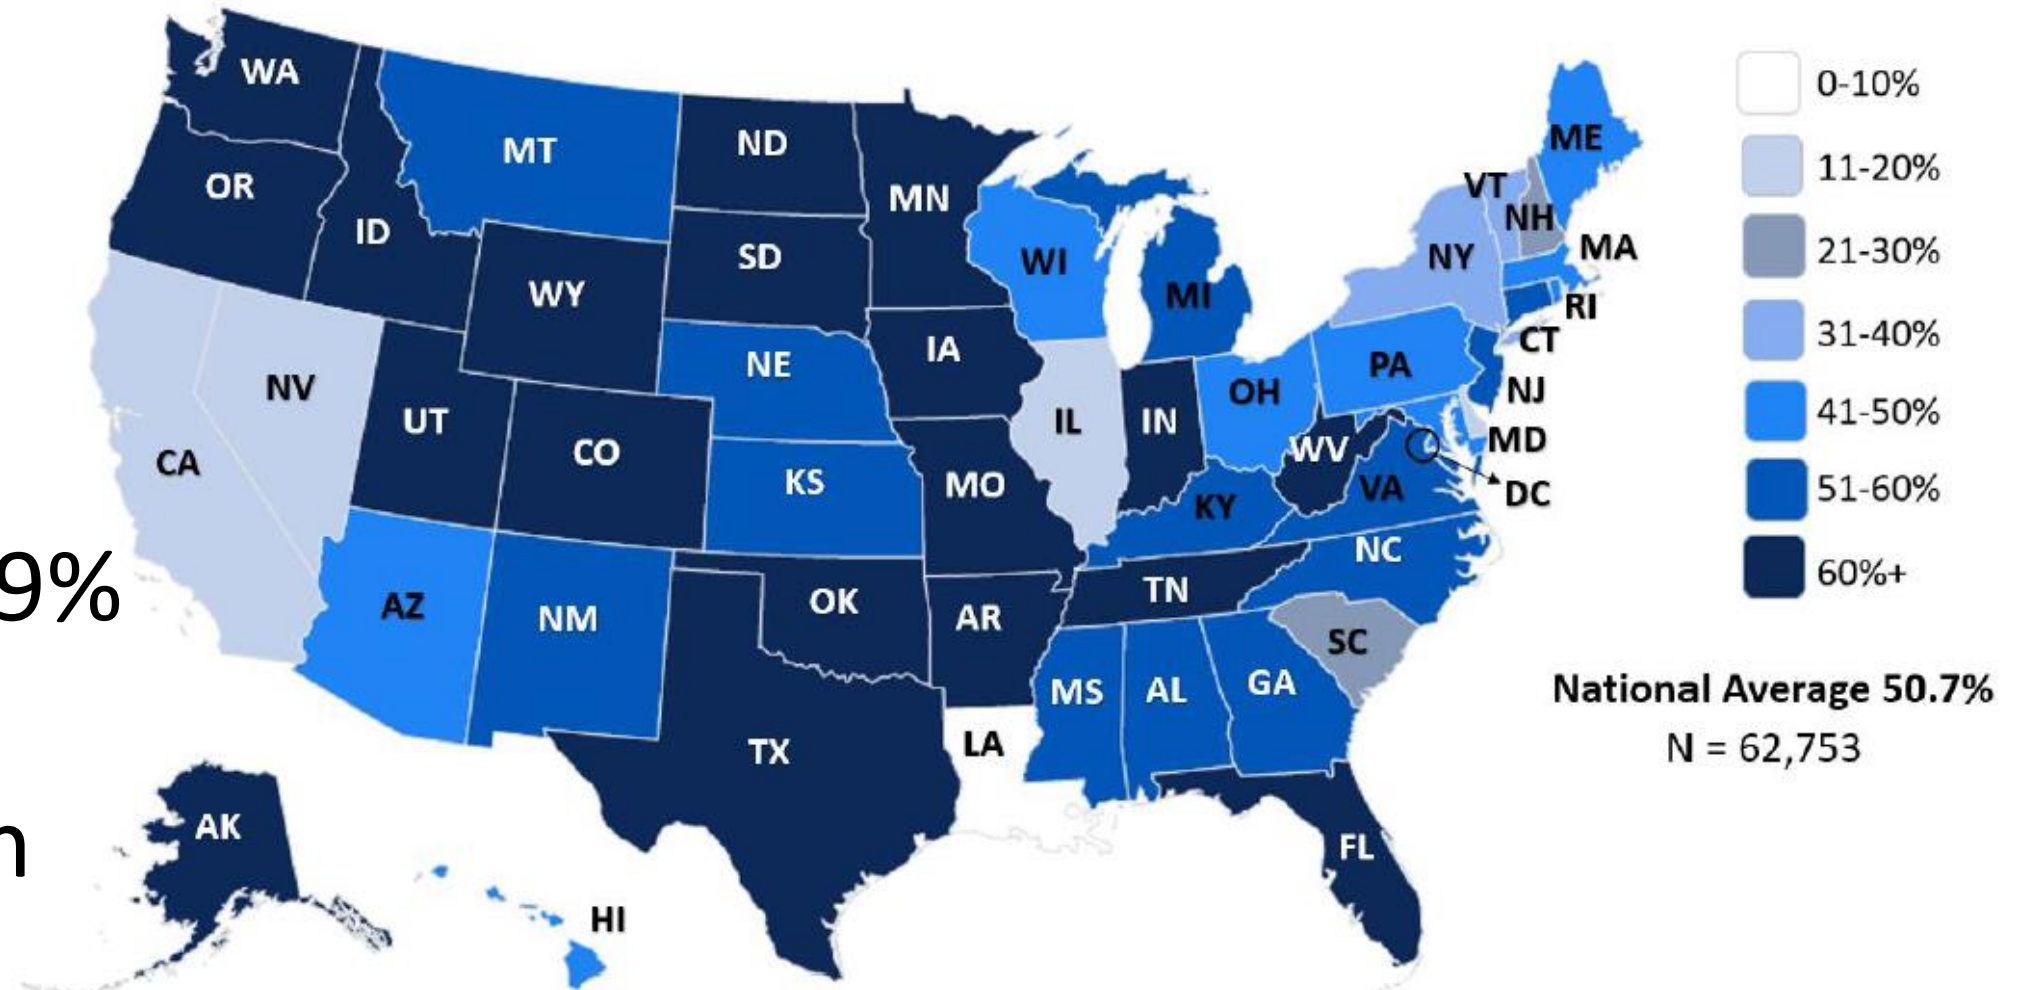 WA
OR
ID
MT
ND
MN
SD
WY
WI
MI
ME
VT
NH
NY
MA
RI
CT
NJ
PA
OH
MD
DC
NE
IA
IL
IN
WV
VA
KY
NC
NV
UT
CO
KS
MO
CA
AZ
NM
OK
AR
TN
SC
MS
AL
GA
TX
LA
FL
AK
HI
9%
n
0-10%
11-20%
21-30%
31-40%
41-50%
51-60%
60%+
National Average 50.7%
N = 62,753